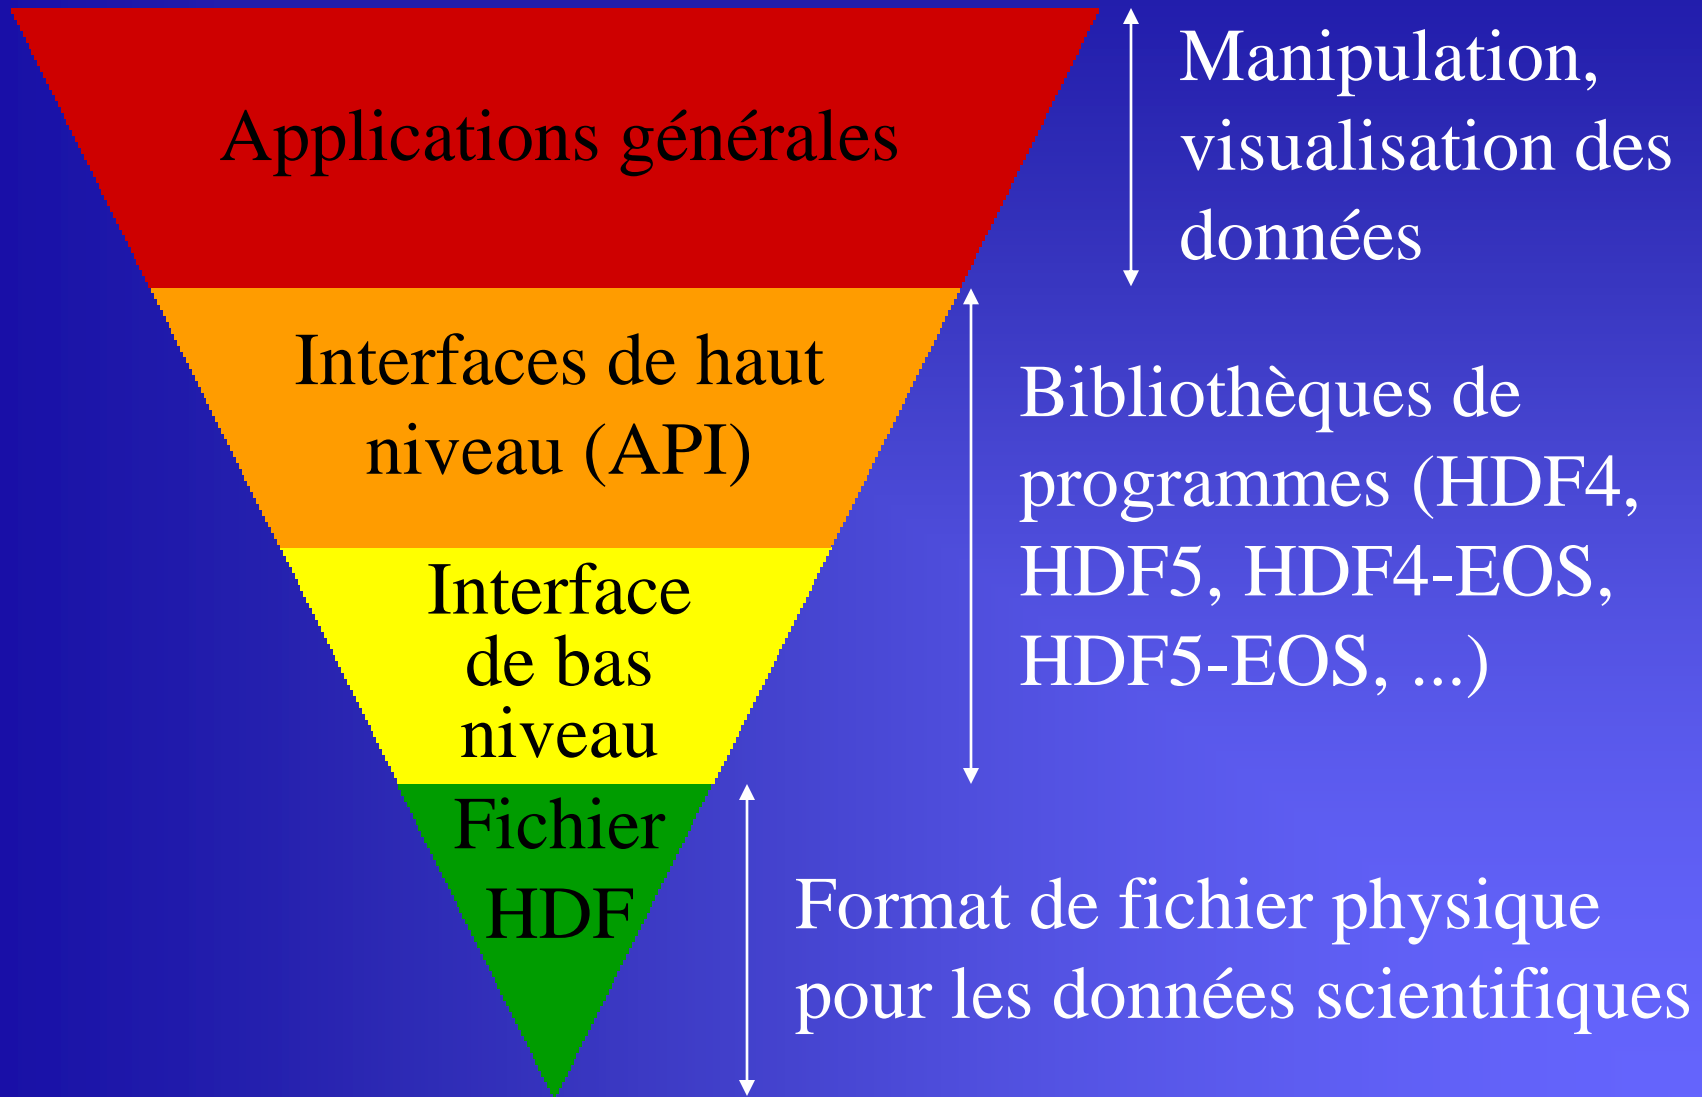 Applications générales
Manipulation,
visualisation des
données
Interfaces de haut
niveau (API)
Bibliothèques de
programmes (HDF4,
HDF5, HDF4-EOS,
HDF5-EOS, ...)
Interface
de bas
niveau
Fichier
HDF
Format de fichier physique
pour les données scientifiques